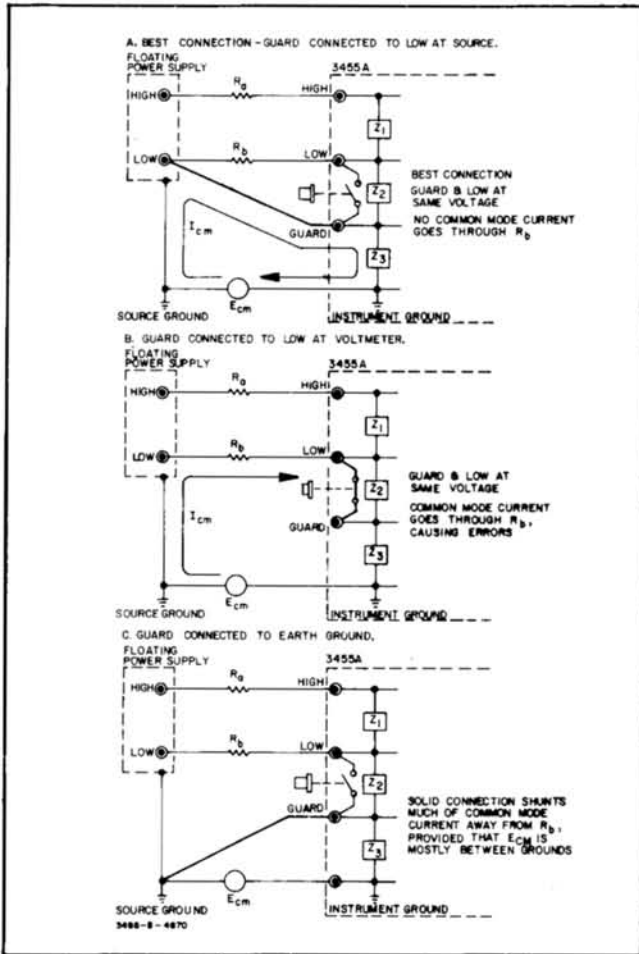 A. BEST CONNECTION-GUARD CONNECTED TO LOW AT SOURCE.
FLOATING
POWER SUPPLY
3455A
Ra
HIGH
HIGH
Z1
Rb
LOW
LOW
BEST CONNECTION
GUARD & LOW AT
SAME VOLTAGE
Z2
NO COMMON MODE CURRENT
GOES THROUGH Rb
GUARD
Icm
Z3
Ecm
SOURCE GROUND
INSTRUMENT GROUND
B. GUARD CONNECTED TO LOW AT VOLTMETER.
FLOATING
POWER SUPPLY
3455A
Ra
HIGH
HIGH
Z1
Rb
LOW
LOW
GUARD & LOW AT
SAME VOLTAGE
Z2
COMMON MODE CURRENT
GOES THROUGH Rb,
CAUSING ERRORS
Icm
GUARD
Z3
Ecm
SOURCE GROUND
INSTRUMENT GROUND
C. GUARD CONNECTED TO EARTH GROUND.
FLOATING
POWER SUPPLY
3455A
Ra
HIGH
HIGH
Z1
Rb
LOW
LOW
Z2
GUARD
SOLID CONNECTION SHUNTS
MUCH OF COMMON MODE
CURRENT AWAY FROM Rb,
PROVIDED THAT ECM IS
MOSTLY BETWEEN GROUNDS
Z3
Ecm
SOURCE GROUND
INSTRUMENT GROUND